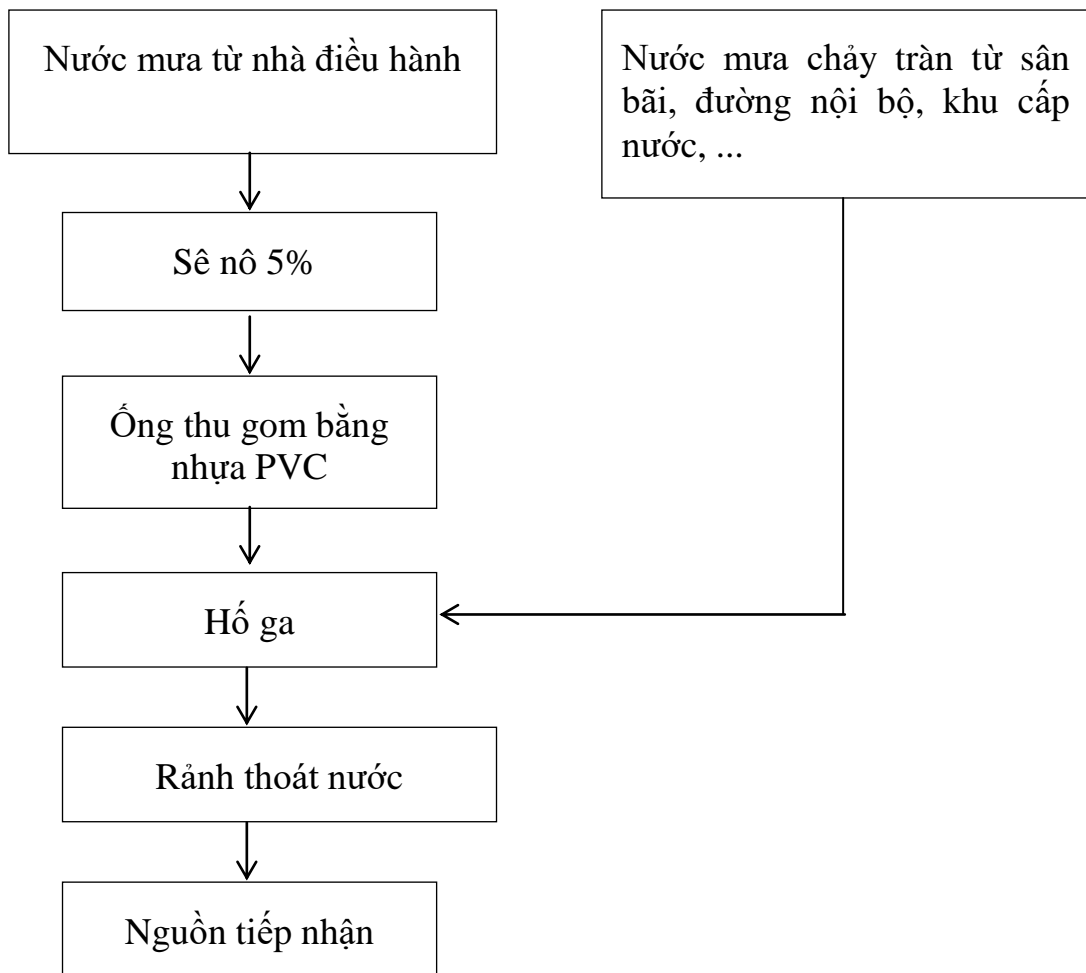 Nước mưa từ nhà điều hành
Nước mưa chảy tràn từ sân
bãi, đường nội bộ, khu cấp
nước, ...
Sê nô 5%
Ống thu gom bằng
nhựa PVC
Hố ga
Rảnh thoát nước
Nguồn tiếp nhận